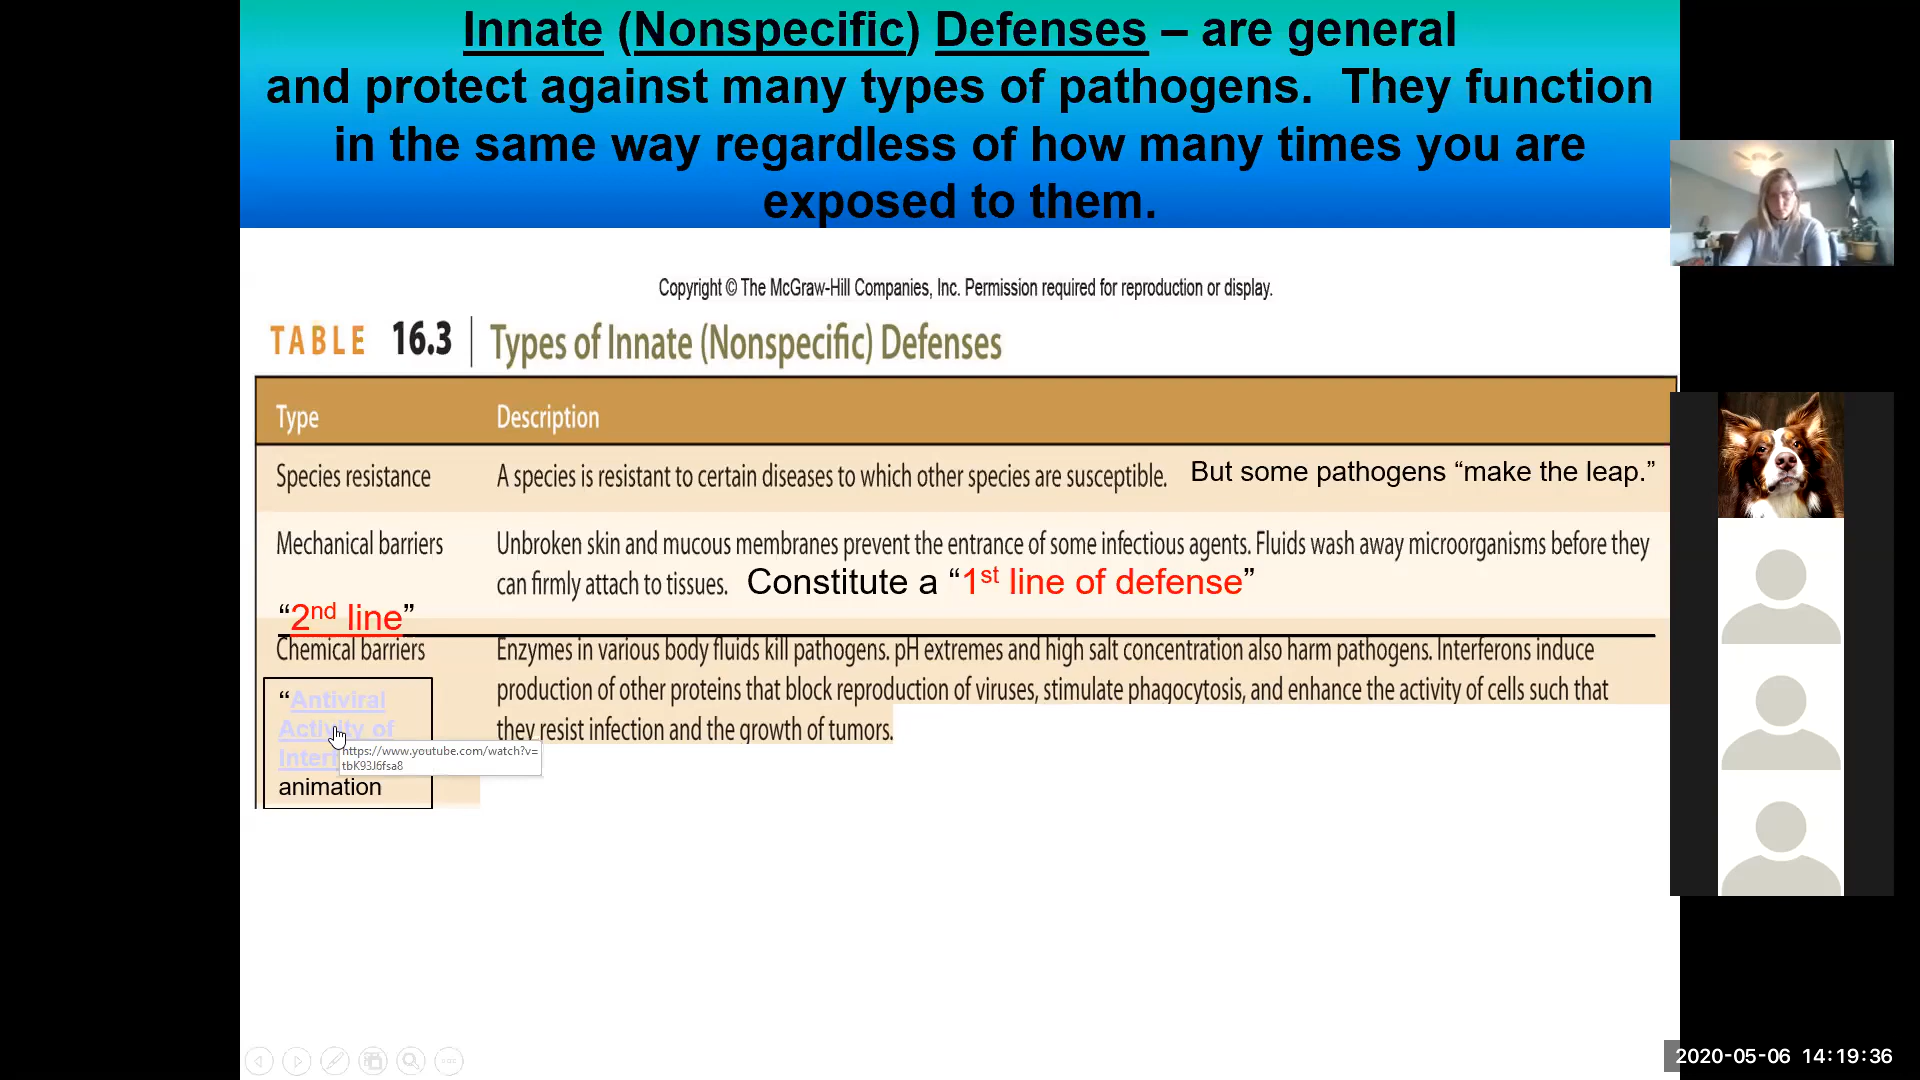 Innate (Nonspecific) Defenses – are general
and protect against many types of pathogens. They function
in the same way regardless of how many times you are
exposed to them.
Copyright © The McGraw-Hill Companies, Inc. Permission required for reproduction or display.
TABLE 16.3 Types of Innate (Nonspecific) Defenses
Type Description
Species resistance A species is resistant to certain diseases to which other species are susceptible. But some pathogens “make the leap.”
Mechanical barriers Unbroken skin and mucous membranes prevent the entrance of some infectious agents. Fluids wash away microorganisms before they
can firmly attach to tissues. Constitute a “1st line of defense”
“2nd line”
Chemical barriers Enzymes in various body fluids kill pathogens. pH extremes and high salt concentration also harm pathogens. Interferons induce
production of other proteins that block reproduction of viruses, stimulate phagocytosis, and enhance the activity of cells such that
they resist infection and the growth of tumors.
“Antiviral
Activity of
animation
https://www.youtube.com/watch?v=
tbK93J6fsa8
2020-05-06 14:19:36